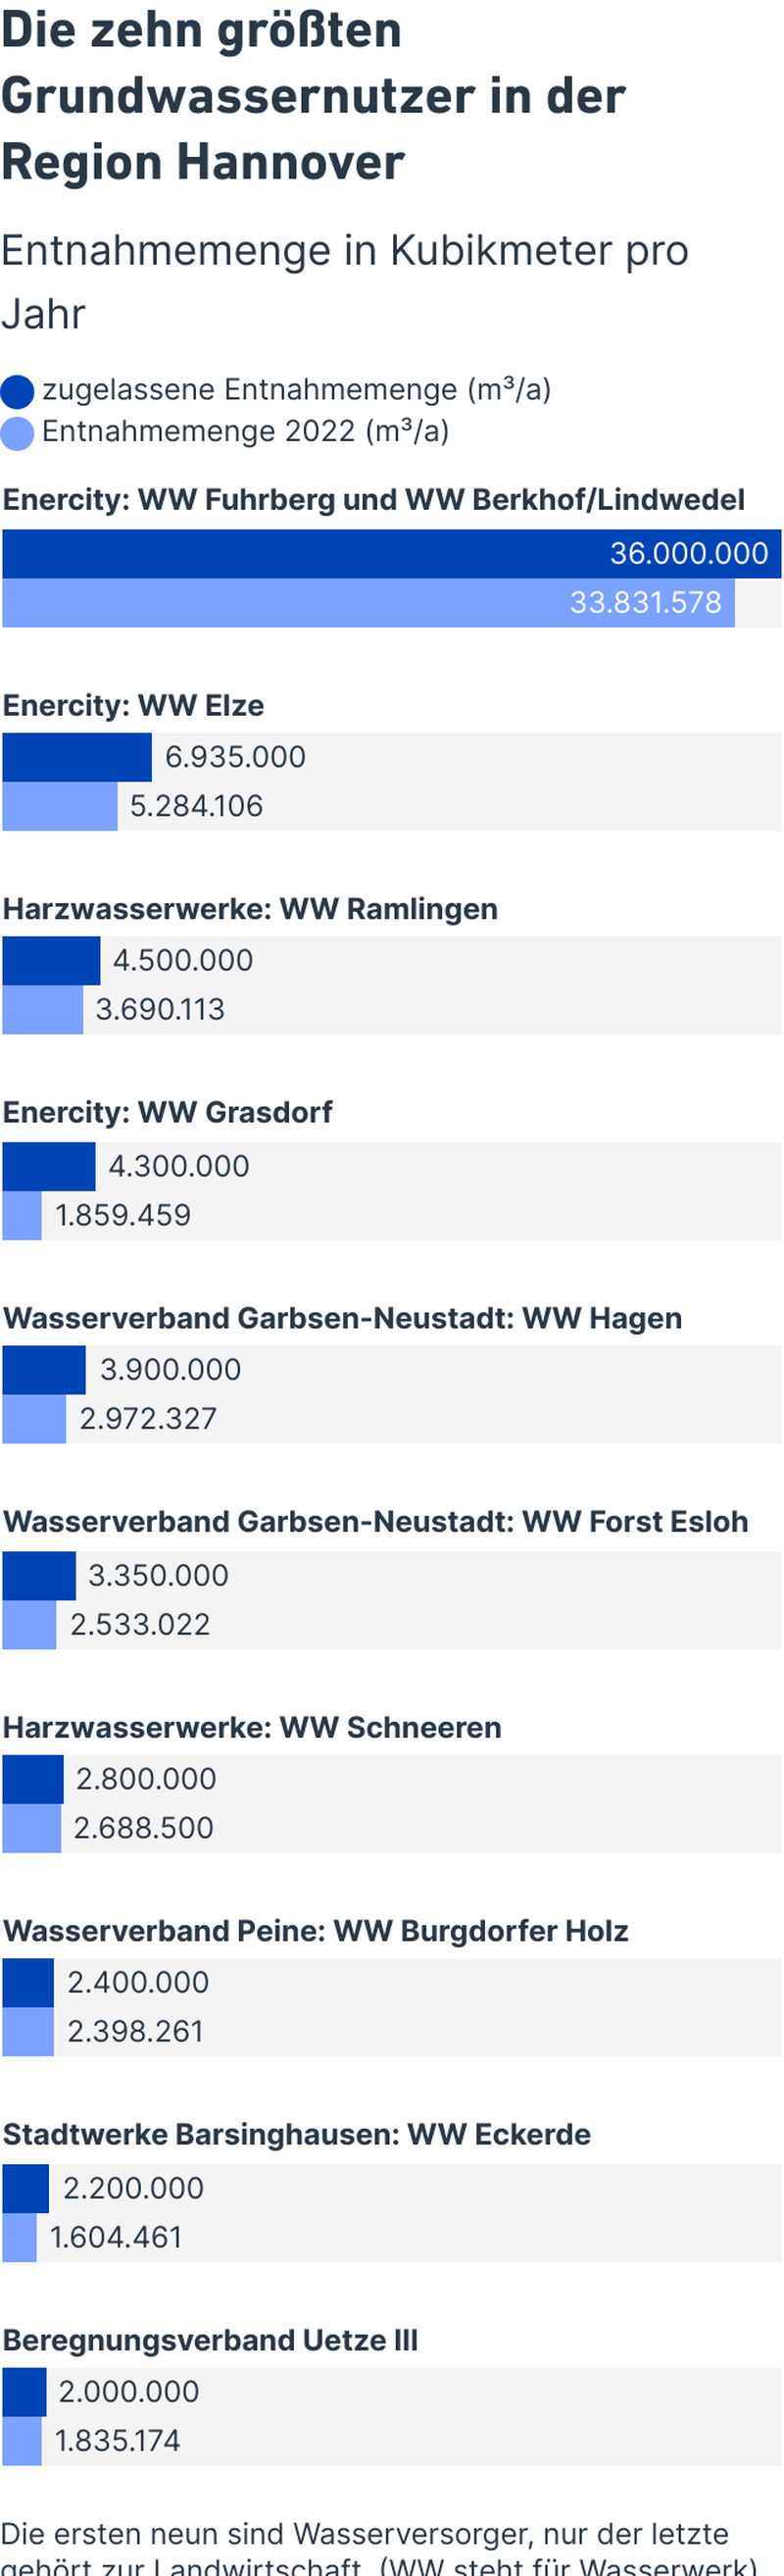 Die zehn größten
Grundwassernutzer in der
Region Hannover
Entnahmemenge in Kubikmeter pro
Jahr
zugelassene Entnahmemenge (m³/a)
Entnahmemenge 2022 (m³/a)
Enercity: WW Fuhrberg und WW Berkhof/Lindwedel
36.000.000
33.831.578
Enercity: WW Elze
6.935.000
5.284.106
Harzwasserwerke: WW Ramlingen
4.500.000
3.690.113
Enercity: WW Grasdorf
4.300.000
1.859.459
Wasserverband Garbsen-Neustadt: WW Hagen
3.900.000
2.972.327
Wasserverband Garbsen-Neustadt: WW Forst Esloh
3.350.000
2.533.022
Harzwasserwerke: WW Schneeren
2.800.000
2.688.500
Wasserverband Peine: WW Burgdorfer Holz
2.400.000
2.398.261
Stadtwerke Barsinghausen: WW Eckerde
2.200.000
1.604.461
Beregnungsverband Uetze III
2.000.000
1.835.174
Die ersten neun sind Wasserversorger, nur der letzte
gehört zur Landwirtschaft. (WW steht für Wasserwerk)